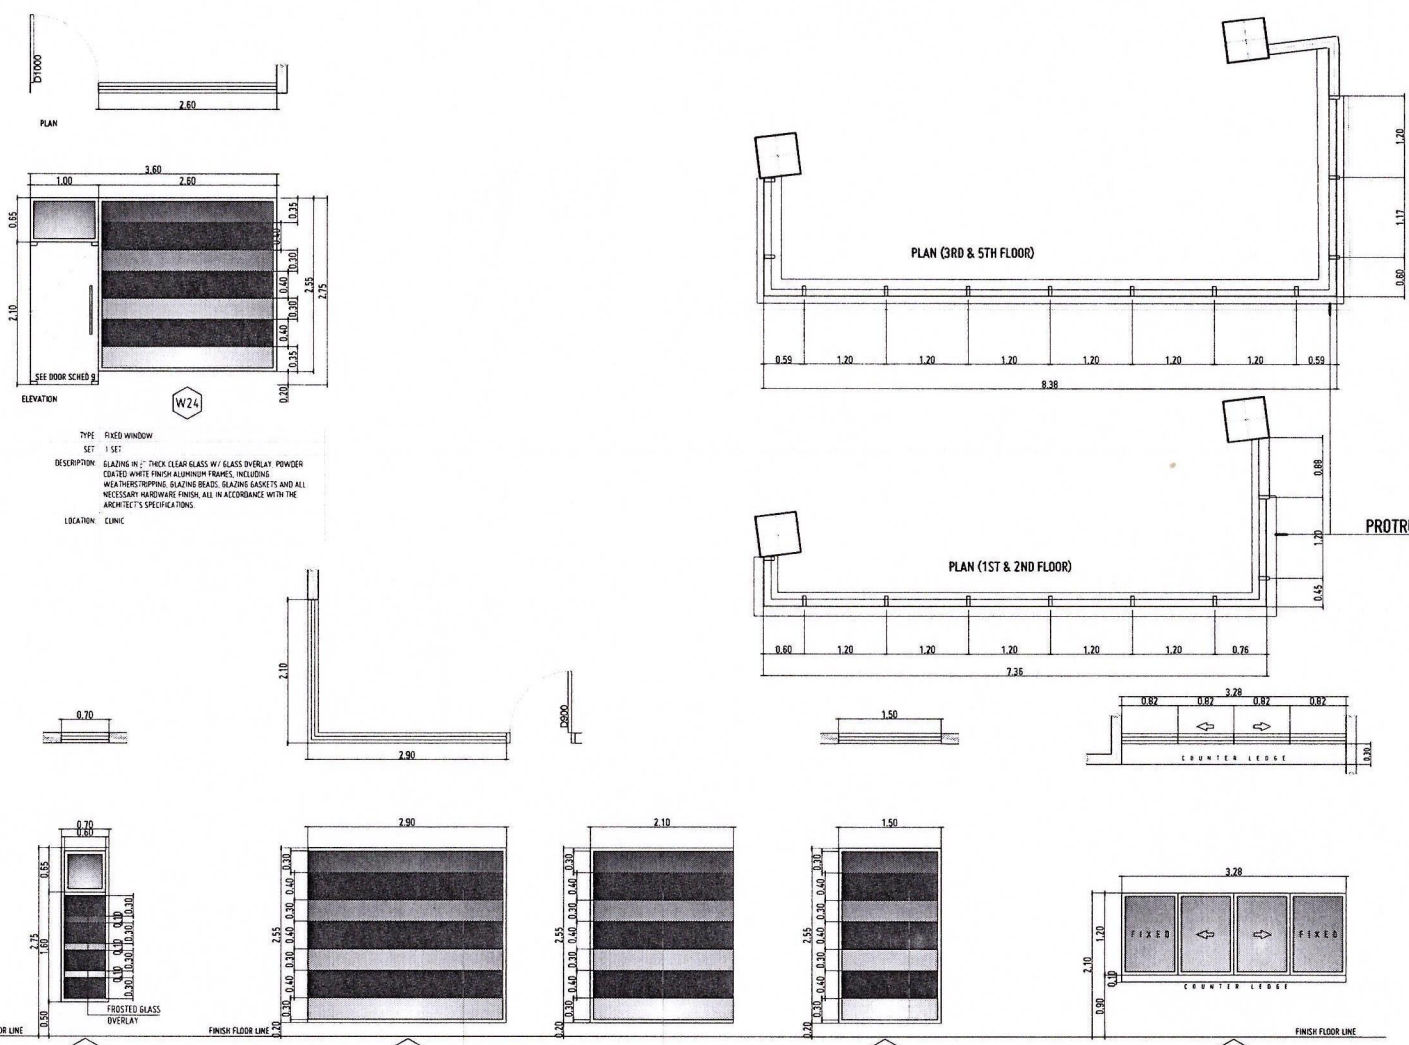 D1000
2.60
PLAN
3.60
1.00
2.60
0.65
2.10
0.35
0.40
0.30
0.40
0.30
0.40
0.35
0.20
2.55
2.75
SEE DOOR SCHED 9
ELEVATION
W24
TYPE FIXED WINDOW
SET 1 SET
DESCRIPTION: GLAZING IN THICK CLEAR GLASS W/ GLASS OVERLAY, POWDER
COATED WHITE FINISH ALUMINUM FRAMES, INCLUDING
WEATHERSTRIPPING, GLAZING BEADS, GLAZING GASKETS AND ALL
NECESSARY HARDWARE FINISH, ALL IN ACCORDANCE WITH THE
ARCHITECT'S SPECIFICATIONS.
LOCATION: CLINIC
PLAN (3RD & 5TH FLOOR)
1.20
1.17
0.60
0.59 1.20 1.20 1.20 1.20 1.20 1.20 0.59
8.38
PLAN (1ST & 2ND FLOOR)
0.88
1.20
0.45
PROTR
0.60 1.20 1.20 1.20 1.20 1.20 0.76
7.36
0.70
2.10
2.90
D900
1.50
3.28
0.82 0.82 0.82 0.82
COUNTER LEDGE
0.30
0.70
0.60
0.65
2.75
1.60
0.50
0.30
0.10
0.30
0.10
0.30
0.10
0.30
FROSTED GLASS
OVERLAY
OR LINE
2.90
2.55
0.30
0.40
0.30
0.40
0.30
0.40
0.30
0.20
FINISH FLOOR LINE
2.10
2.55
0.30
0.40
0.30
0.40
0.30
0.40
0.30
0.20
1.50
2.55
0.30
0.40
0.30
0.40
0.30
0.40
0.30
0.20
3.28
2.10
1.20
0.10
0.90
FIXED FIXED
COUNTER LEDGE
FINISH FLOOR LINE